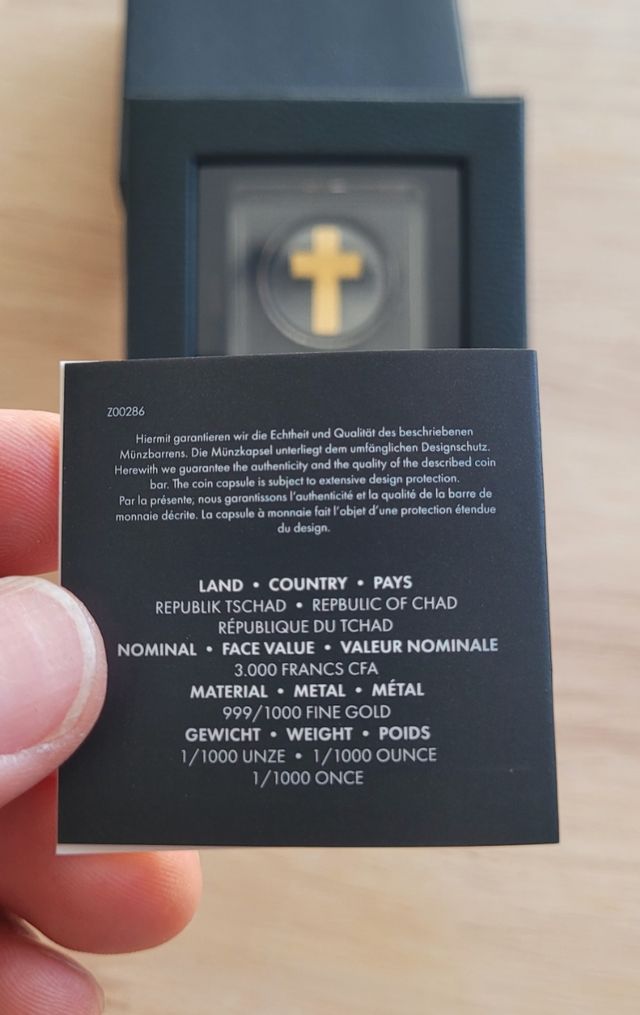 Z00286
Hiermit garantieren wir die Echtheit und Qualität des beschriebenen
Münzbarrens. Die Münzkapsel unterliegt dem umfänglichen Designschutz.
Herewith we guarantee the authenticity and the quality of the described coin
bar. The coin capsule is subject to extensive design protection.
Par la présente, nous garantissons l'authenticité et la qualité de la barre de
monnaie décrite. La capsule à monnaie fait l'objet d'une protection étendue
du design.
LAND • COUNTRY • PAYS
REPUBLIK TSCHAD • REPBULIC OF CHAD
RÉPUBLIQUE DU TCHAD
NOMINAL • FACE VALUE • VALEUR NOMINALE
3.000 FRANCS CFA
MATERIAL • METAL • MÉTAL
999/1000 FINE GOLD
GEWICHT • WEIGHT • POIDS
1/1000 UNZE • 1/1000 OUNCE
1/1000 ONCE